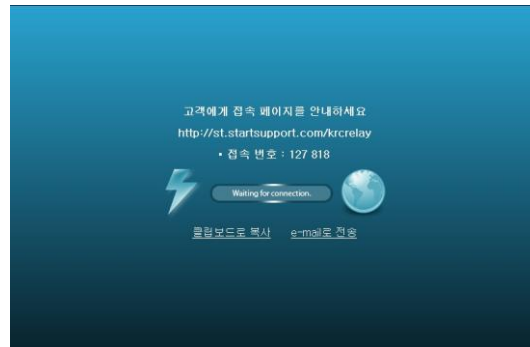 고객에게 접속 페이지를 안내하세요
http://st.startsupport.com/krcrelay
• 접속 번호 : 127 818
Waiting for connection.
클립보드로 복사 e-mail로 전송